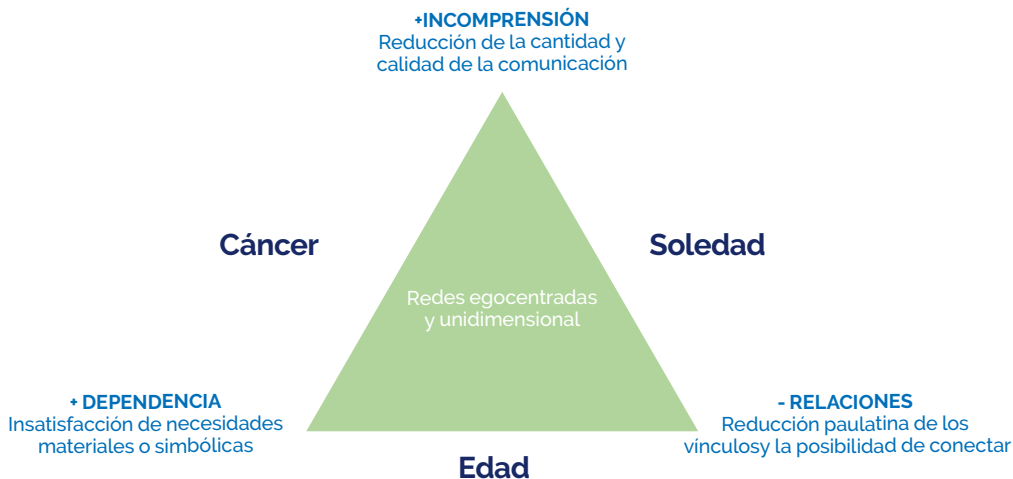 +INCOMPRENSIÓN
Reducción de la cantidad y
calidad de la comunicación
Cáncer
Soledad
Redes egocentradas
y unidimensional
+ DEPENDENCIA
Insatisfacción de necesidades
materiales o simbólicas
- RELACIONES
Reducción paulatina de los
vínculosy la posibilidad de conectar
Edad